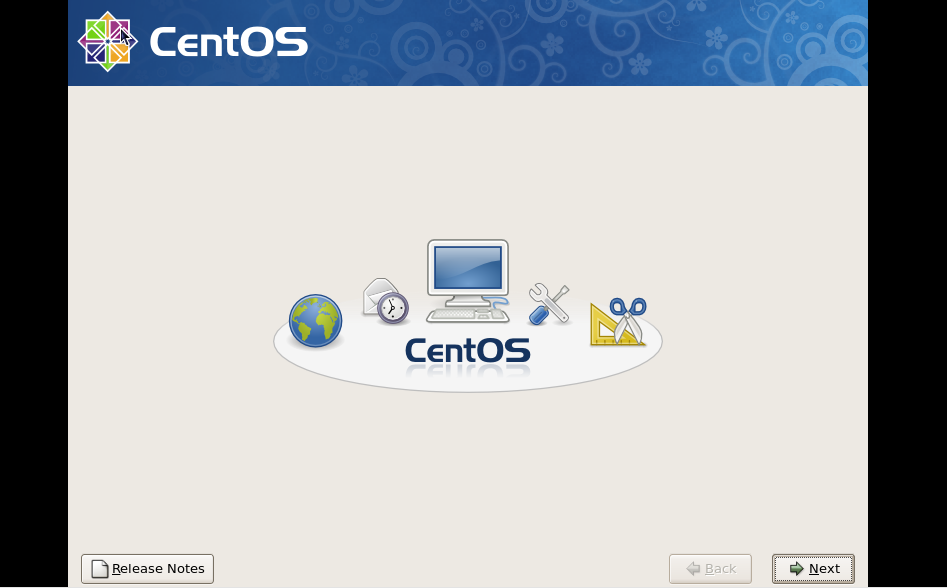 CentOS
CentOS
Release Notes
Back
Next